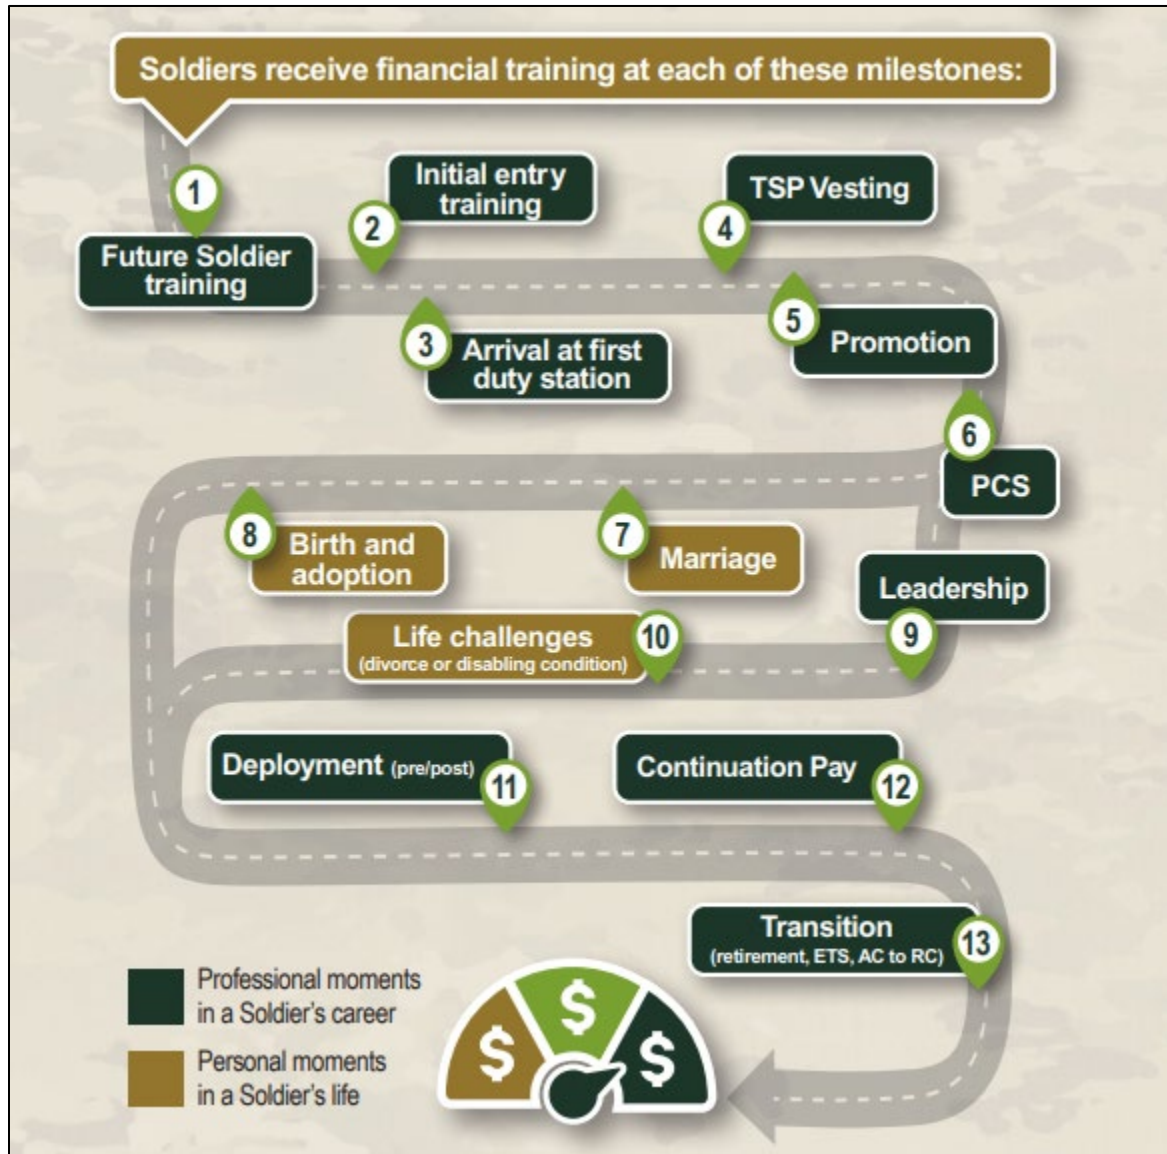 Soldiers receive financial training at each of these milestones:
1
Future Soldier
training
2
Initial entry
training
3
Arrival at first
duty station
4
TSP Vesting
5
Promotion
6
PCS
7
Marriage
8
Birth and
adoption
9
Leadership
10
Life challenges
(divorce or disabling condition)
11
Deployment (pre/post)
12
Continuation Pay
13
Transition
(retirement, ETS, AC to RC)
Professional moments
in a Soldier's career
Personal moments
in a Soldier's life
$
$
$